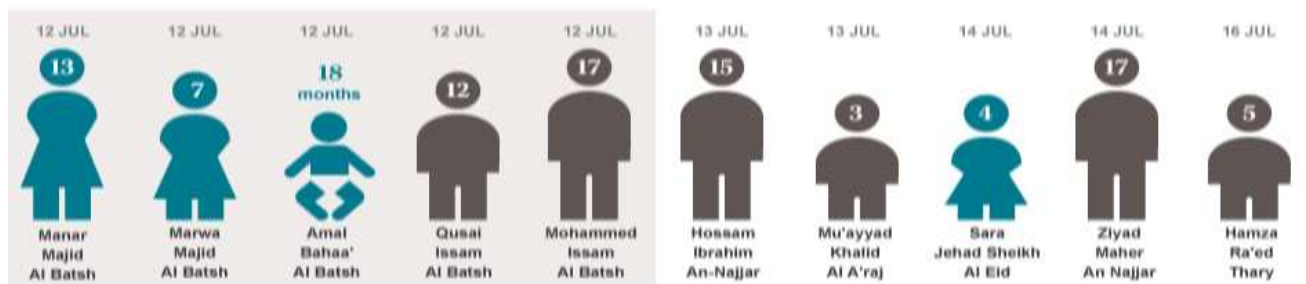 12 JUL
12 JUL
12 JUL
12 JUL
12 JUL
13 JUL
13 JUL
14 JUL
14 JUL
16 JUL
13
7
18
months
12
17
15
3
4
17
5
Manar
Majid
Al Batsh
Marwa
Majid
Al Batsh
Amal
Bahaa'
Al Batsh
Qusai
Issam
Al Batsh
Mohammed
Issam
Al Batsh
Hossam
Ibrahim
An-Najjar
Mu'ayyad
Khalid
Al A'raj
Sara
Jehad Sheikh
Al Eid
Ziyad
Maher
An Najjar
Hamza
Ra'ed
Thary